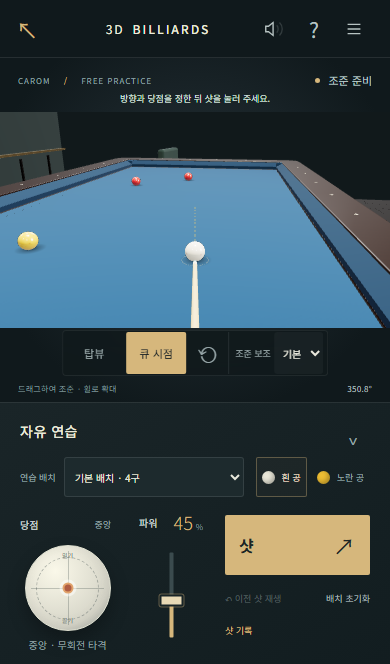 3D BILLIARDS
?
CAROM / FREE PRACTICE
조준 준비
방향과 당점을 정한 뒤 샷을 눌러 주세요.
탑뷰
큐 시점
조준 보조
기본
드래그하여 조준 · 휠로 확대
350.8°
자유 연습
연습 배치
기본 배치 · 4구
흰 공
노란 공
당점
중앙
파워
45 %
샷
이전 샷 재생
배치 초기화
샷 기록
중앙 · 무회전 타격